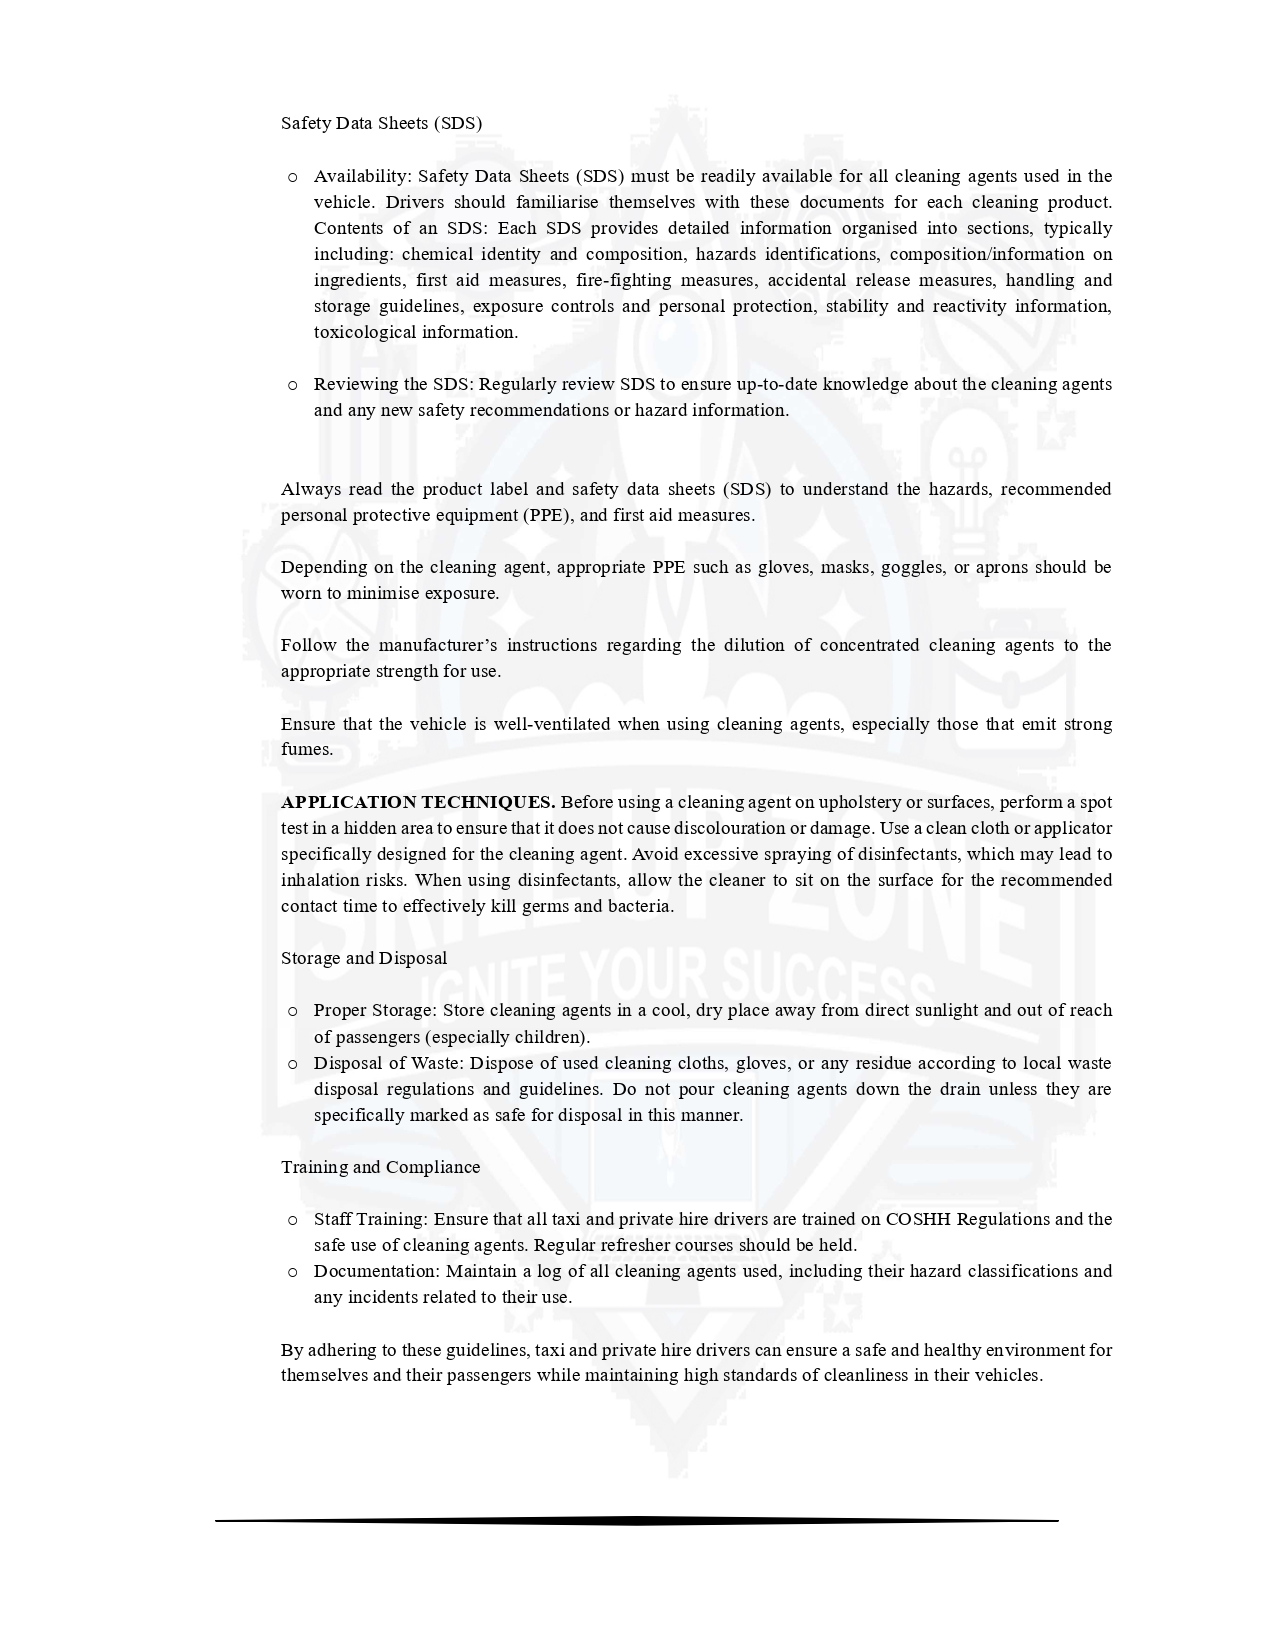 Safety Data Sheets (SDS)
o Availability: Safety Data Sheets (SDS) must be readily available for all cleaning agents used in the
vehicle. Drivers should familiarise themselves with these documents for each cleaning product.
Contents of an SDS: Each SDS provides detailed information organised into sections, typically
including: chemical identity and composition, hazards identifications, composition/information on
ingredients, first aid measures, fire-fighting measures, accidental release measures, handling and
storage guidelines, exposure controls and personal protection, stability and reactivity information,
toxicological information.
o Reviewing the SDS: Regularly review SDS to ensure up-to-date knowledge about the cleaning agents
and any new safety recommendations or hazard information.
Always read the product label and safety data sheets (SDS) to understand the hazards, recommended
personal protective equipment (PPE), and first aid measures.
Depending on the cleaning agent, appropriate PPE such as gloves, masks, goggles, or aprons should be
worn to minimise exposure.
Follow the manufacturer’s instructions regarding the dilution of concentrated cleaning agents to the
appropriate strength for use.
Ensure that the vehicle is well-ventilated when using cleaning agents, especially those that emit strong
fumes.
APPLICATION TECHNIQUES. Before using a cleaning agent on upholstery or surfaces, perform a spot
test in a hidden area to ensure that it does not cause discolouration or damage. Use a clean cloth or applicator
specifically designed for the cleaning agent. Avoid excessive spraying of disinfectants, which may lead to
inhalation risks. When using disinfectants, allow the cleaner to sit on the surface for the recommended
contact time to effectively kill germs and bacteria.
SKILL UP ZONE
Storage and Disposal
IGNITE YOUR SUCCESS
o Proper Storage: Store cleaning agents in a cool, dry place away from direct sunlight and out of reach
of passengers (especially children).
o Disposal of Waste: Dispose of used cleaning cloths, gloves, or any residue according to local waste
disposal regulations and guidelines. Do not pour cleaning agents down the drain unless they are
specifically marked as safe for disposal in this manner.
Training and Compliance
o Staff Training: Ensure that all taxi and private hire drivers are trained on COSHH Regulations and the
safe use of cleaning agents. Regular refresher courses should be held.
o Documentation: Maintain a log of all cleaning agents used, including their hazard classifications and
any incidents related to their use.
By adhering to these guidelines, taxi and private hire drivers can ensure a safe and healthy environment for
themselves and their passengers while maintaining high standards of cleanliness in their vehicles.